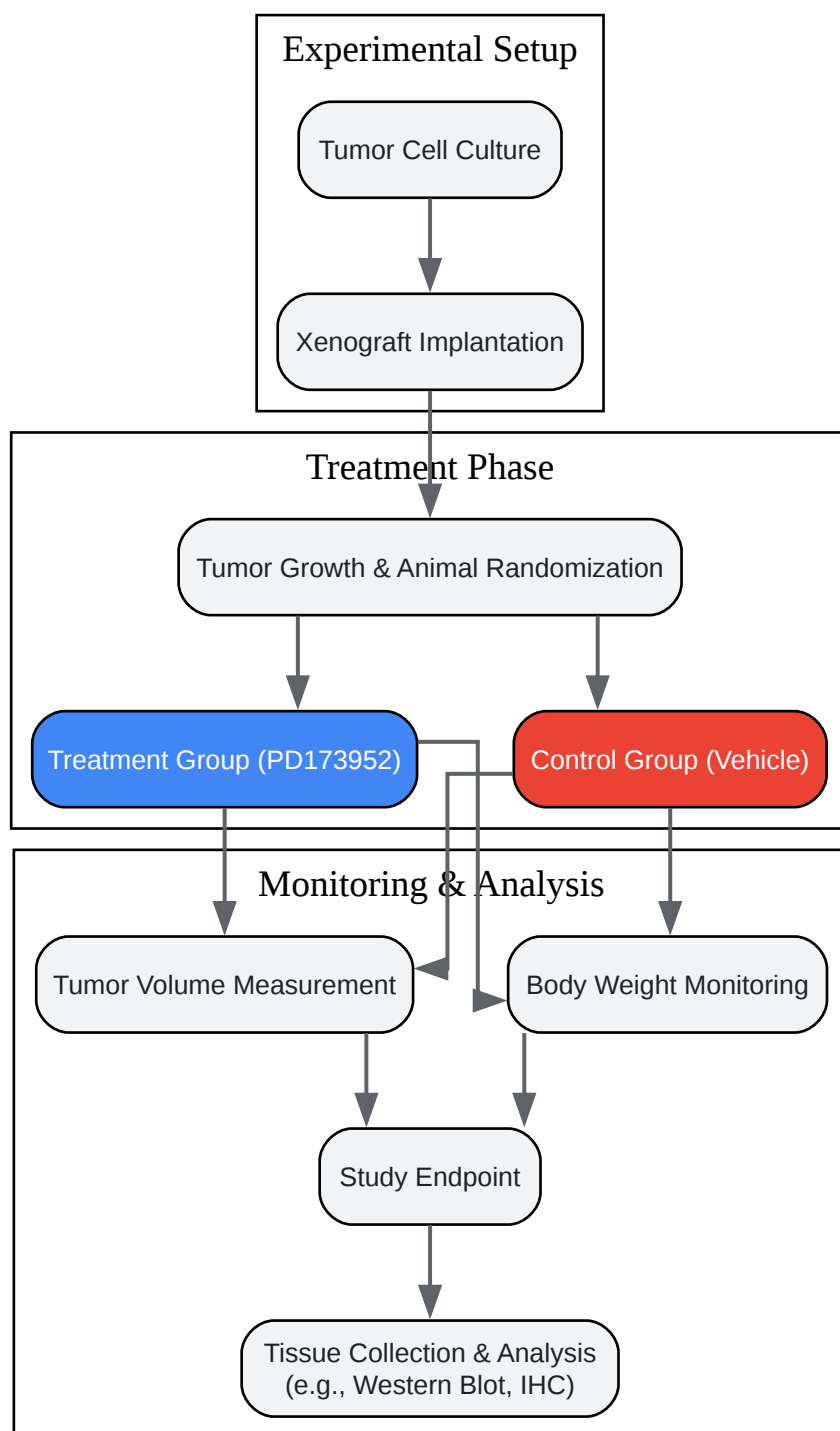 Experimental Setup
Tumor Cell Culture
Xenograft Implantation
Treatment Phase
Tumor Growth & Animal Randomization
Treatment Group (PD173952)
Control Group (Vehicle)
Monitoring & Analysis
Tumor Volume Measurement
Body Weight Monitoring
Study Endpoint
Tissue Collection & Analysis
(e.g., Western Blot, IHC)